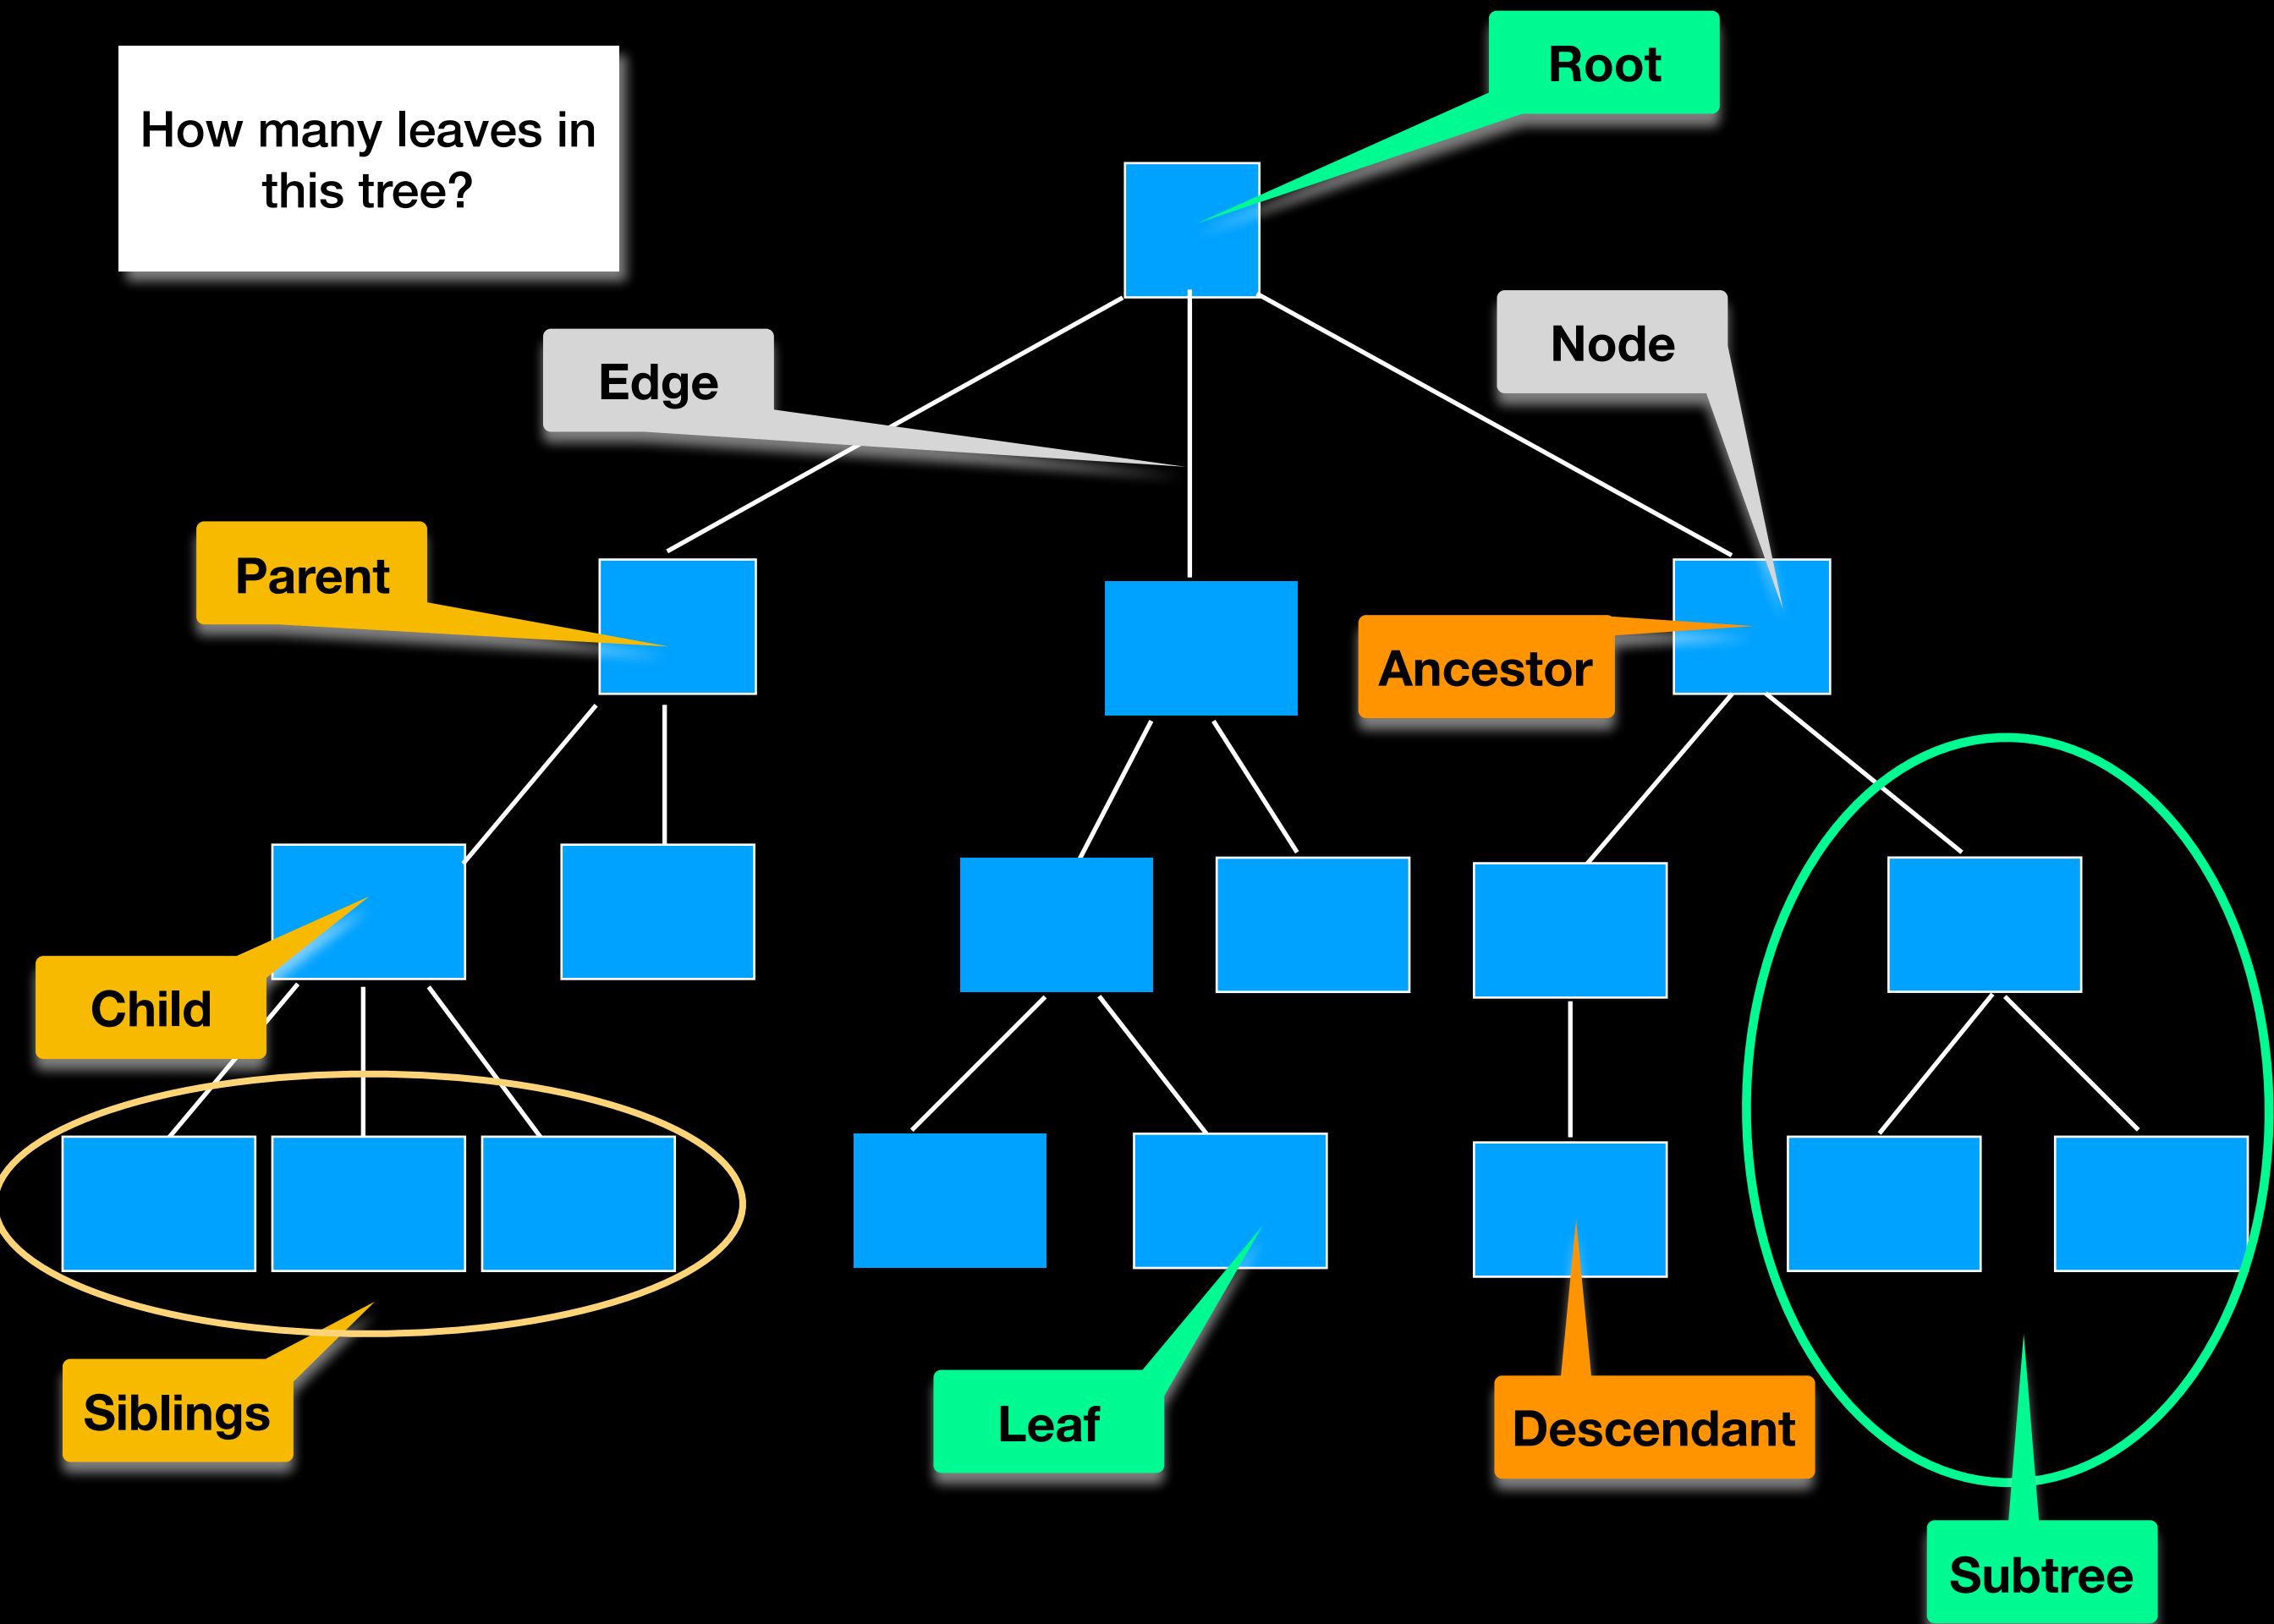 Root
How many leaves in
this tree?
Node
Edge
Parent
Ancestor
Child
Siblings
Leaf
Descendant
Subtree